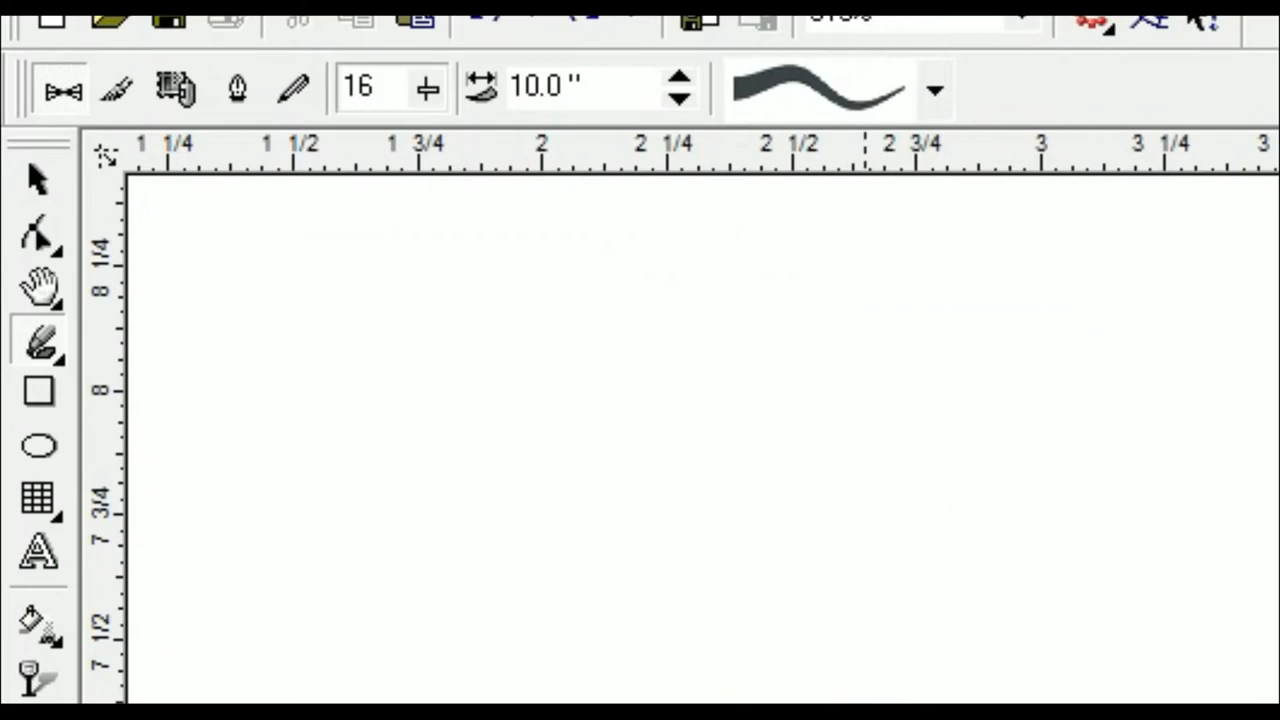 16 10.0 "
1 1/4 1 1/2 1 3/4 2 2 1/4 2 1/2 2 3/4 3 3 1/4 3
8 1/4
8
7 3/4
7 1/2